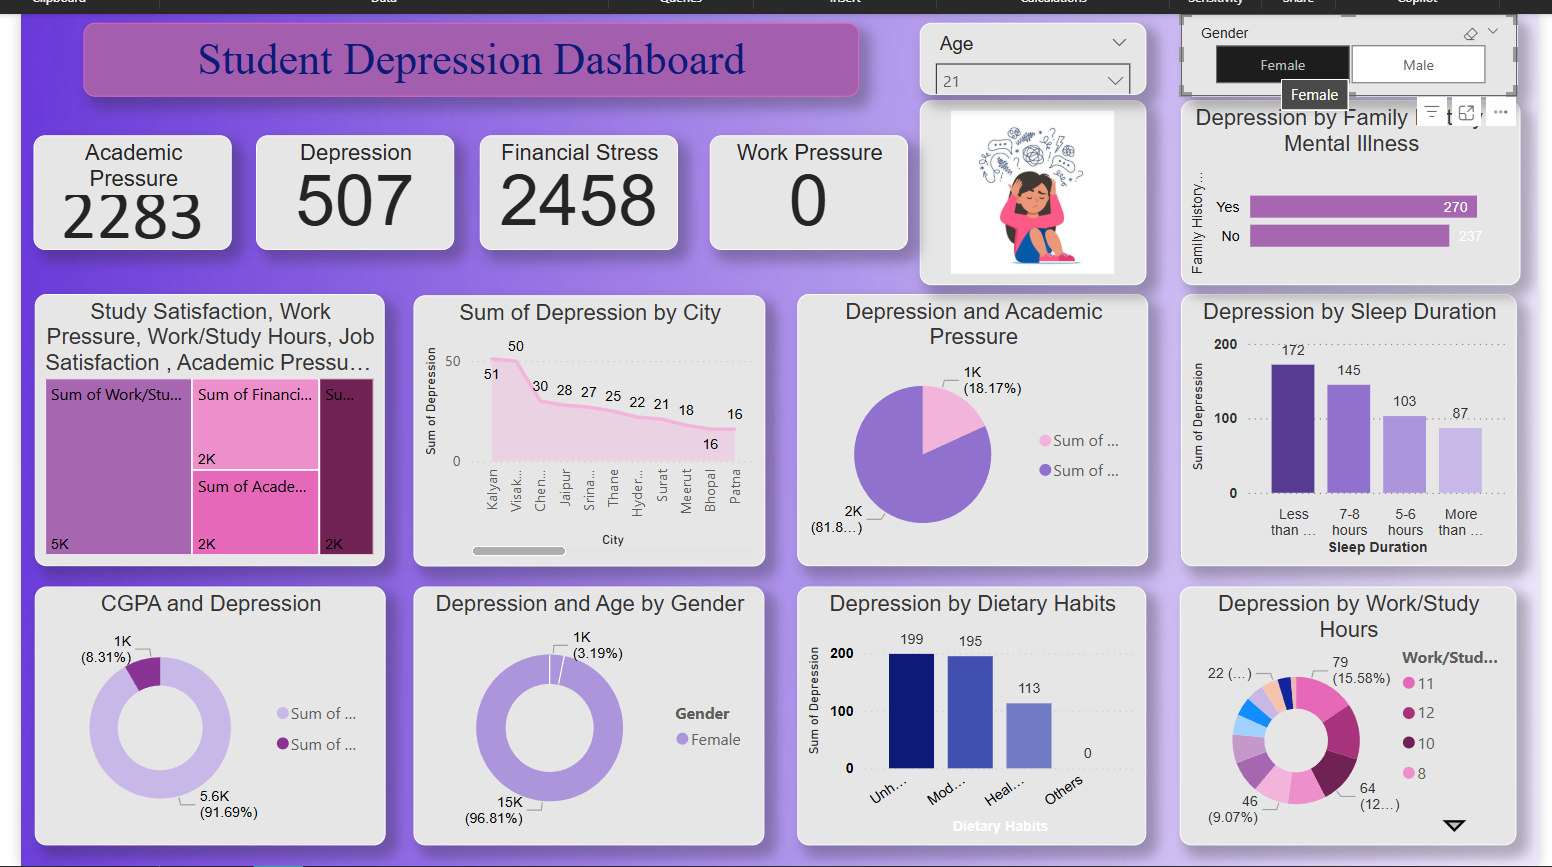 Clipboard
Data
Queries
Insert
Calculations
Sensitivity
Share
Copilot
Student Depression Dashboard
Age
21
Gender
Female
Male
Female
Academic
Pressure
2283
Depression
507
Financial Stress
2458
Work Pressure
0
Depression by Family
Mental Illness
Family History...
Yes
270
No
237
Study Satisfaction, Work
Pressure, Work/Study Hours, Job
Satisfaction , Academic Pressu...
Sum of Work/Stu...
5K
Sum of Financi...
2K
Sum of Acade...
2K
Su...
2K
Sum of Depression by City
Sum of Depression
50
0
51
50
30
28
27
25
22
21
18
16
16
Kalyan
Visak...
Chen...
Jaipur
Srina...
Thane
Hyder...
Surat
Meerut
Bhopal
Patna
City
Depression and Academic
Pressure
1K
(18.17%)
2K
(81.8...)
Sum of ...
Sum of ...
Depression by Sleep Duration
Sum of Depression
200
100
0
172
145
103
87
Less
than ...
7-8
hours
5-6
hours
More
than ...
Sleep Duration
CGPA and Depression
1K
(8.31%)
5.6K
(91.69%)
Sum of ...
Sum of ...
Depression and Age by Gender
1K
(3.19%)
15K
(96.81%)
Gender
Female
Depression by Dietary Habits
Sum of Depression
200
100
0
199
195
113
0
Unh...
Mod...
Heal...
Others
Dietary Habits
Depression by Work/Study
Hours
22 (...)
79
(15.58%)
64
(12...)
46
(9.07%)
Work/Stud...
11
12
10
8